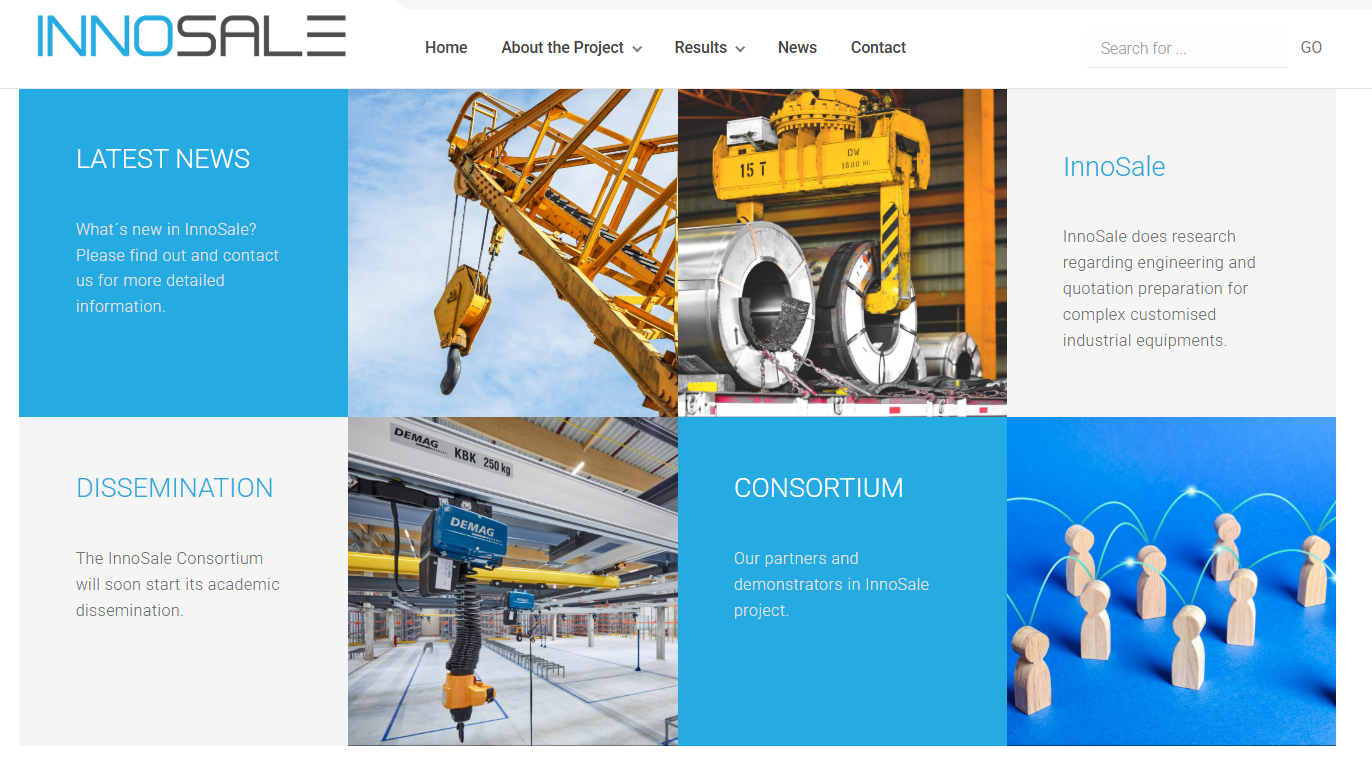 INNOSALE
Home
About the Project
Results
News
Contact
Search for ...
GO
LATEST NEWS
What´s new in InnoSale?
Please find out and contact
us for more detailed
information.
15 T
DW
1600 KG
InnoSale
InnoSale does research
regarding engineering and
quotation preparation for
complex customised
industrial equipments.
DISSEMINATION
The InnoSale Consortium
will soon start its academic
dissemination.
DEMAG
KBK 250 kg
DEMAG
CONSORTIUM
Our partners and
demonstrators in InnoSale
project.